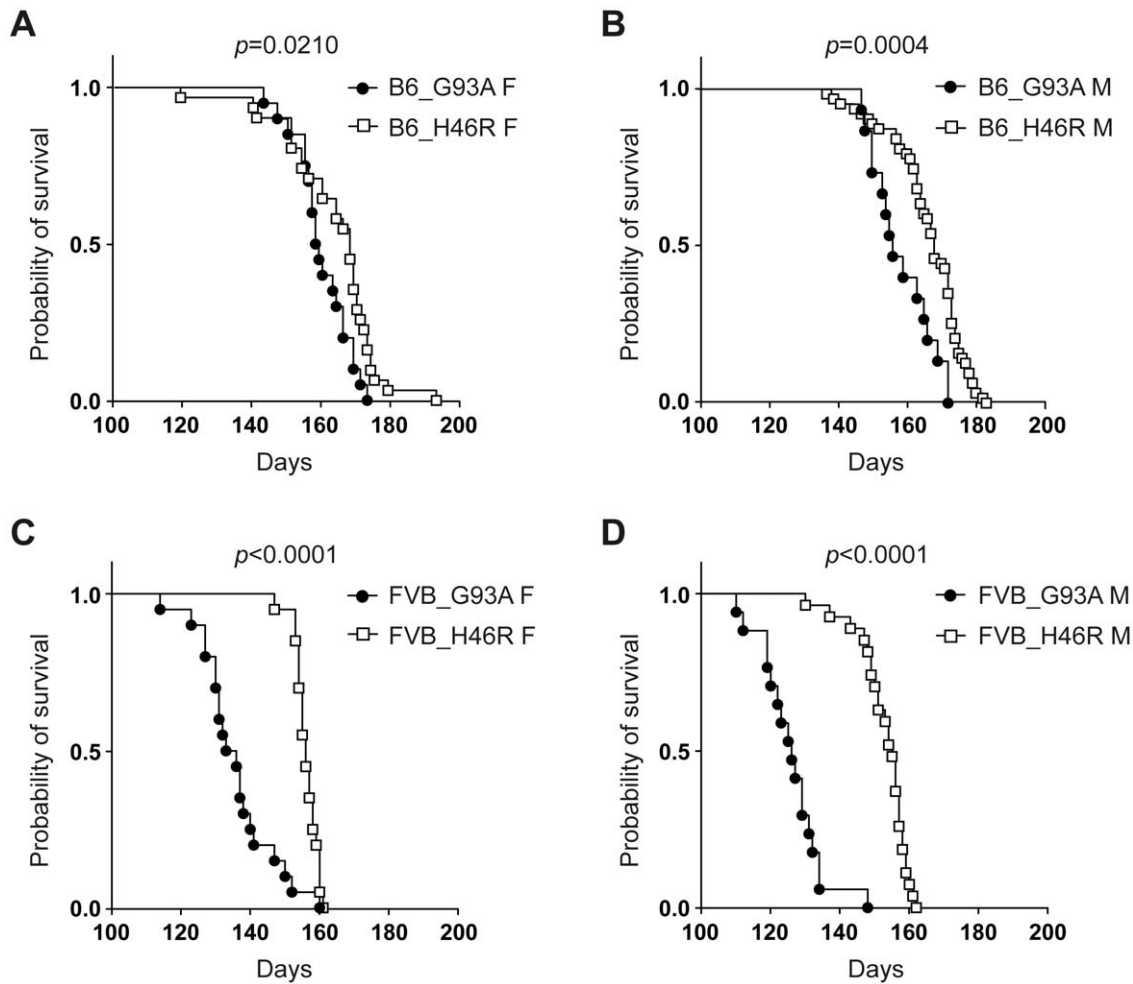 A
p=0.0210
B6_G93A F
B6_H46R F
Probability of survival
1.0
0.5
0.0
100 120 140 160 180 200
Days
B
p=0.0004
B6_G93A M
B6_H46R M
Probability of survival
1.0
0.5
0.0
100 120 140 160 180 200
Days
C
p<0.0001
FVB_G93A F
FVB_H46R F
Probability of survival
1.0
0.5
0.0
100 120 140 160 180 200
Days
D
p<0.0001
FVB_G93A M
FVB_H46R M
Probability of survival
1.0
0.5
0.0
100 120 140 160 180 200
Days